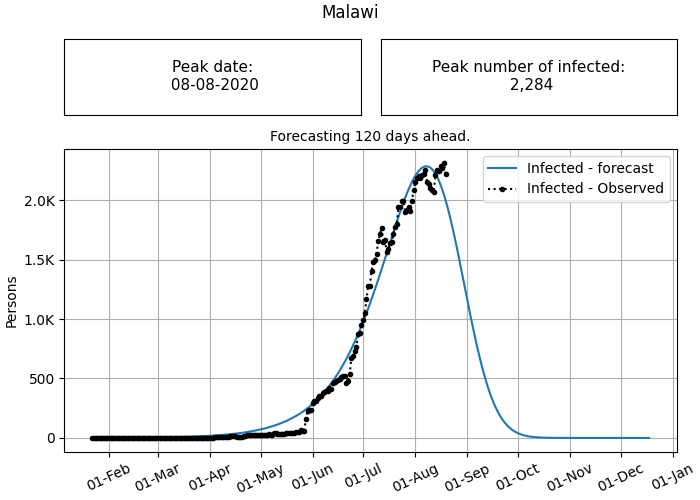 Malawi
Peak date:
08-08-2020
Peak number of infected:
2,284
Forecasting 120 days ahead.
Infected - forecast
Infected - Observed
2.0K
1.5K
1.0K
500
0
Persons
01-Feb
01-Mar
01-Apr
01-May
01-Jun
01-Jul
01-Aug
01-Sep
01-Oct
01-Nov
01-Dec
01-Jan